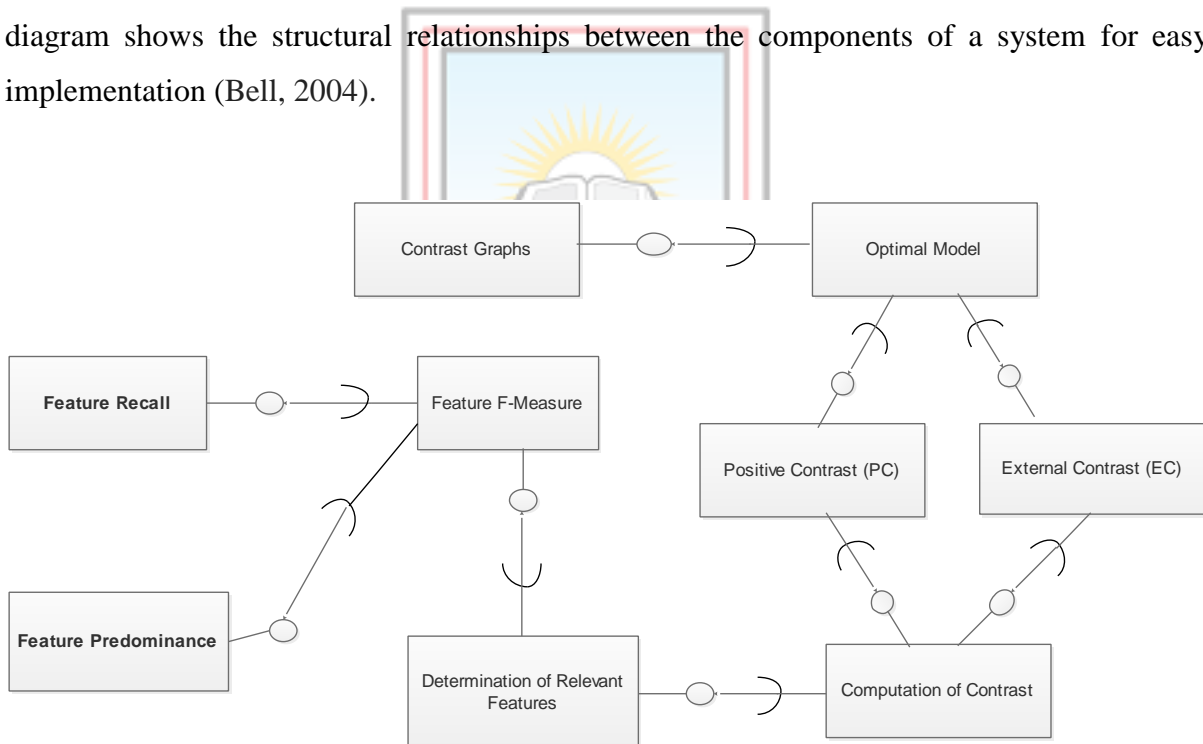 diagram shows the structural relationships between the components of a system for easy
implementation (Bell, 2004).
Contrast Graphs
Optimal Model
Feature Recall
Feature F-Measure
Positive Contrast (PC)
External Contrast (EC)
Feature Predominance
Determination of Relevant
Features
Computation of Contrast